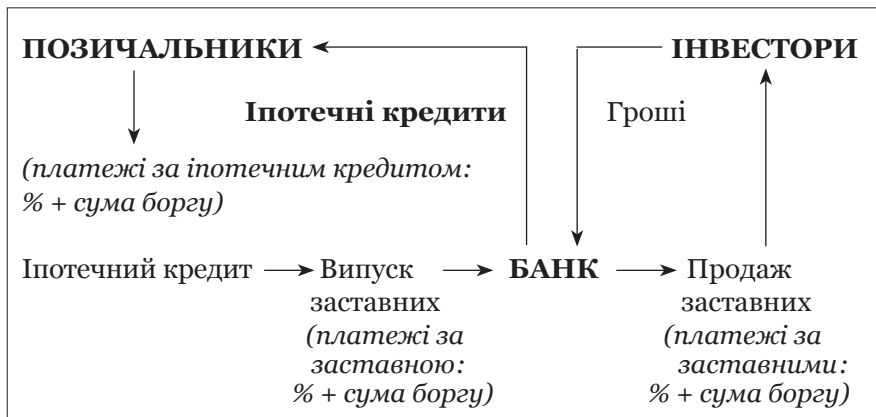 ПОЗИЧАЛЬНИКИ ІНВЕСТОРИ
Іпотечні кредити Гроші
(платежі за іпотечним кредитом:
% + сума боргу)
Іпотечний кредит Випуск БАНК Продаж
заставних заставних
(платежі за (платежі за
заставною: заставними:
% + сума боргу) % + сума боргу)